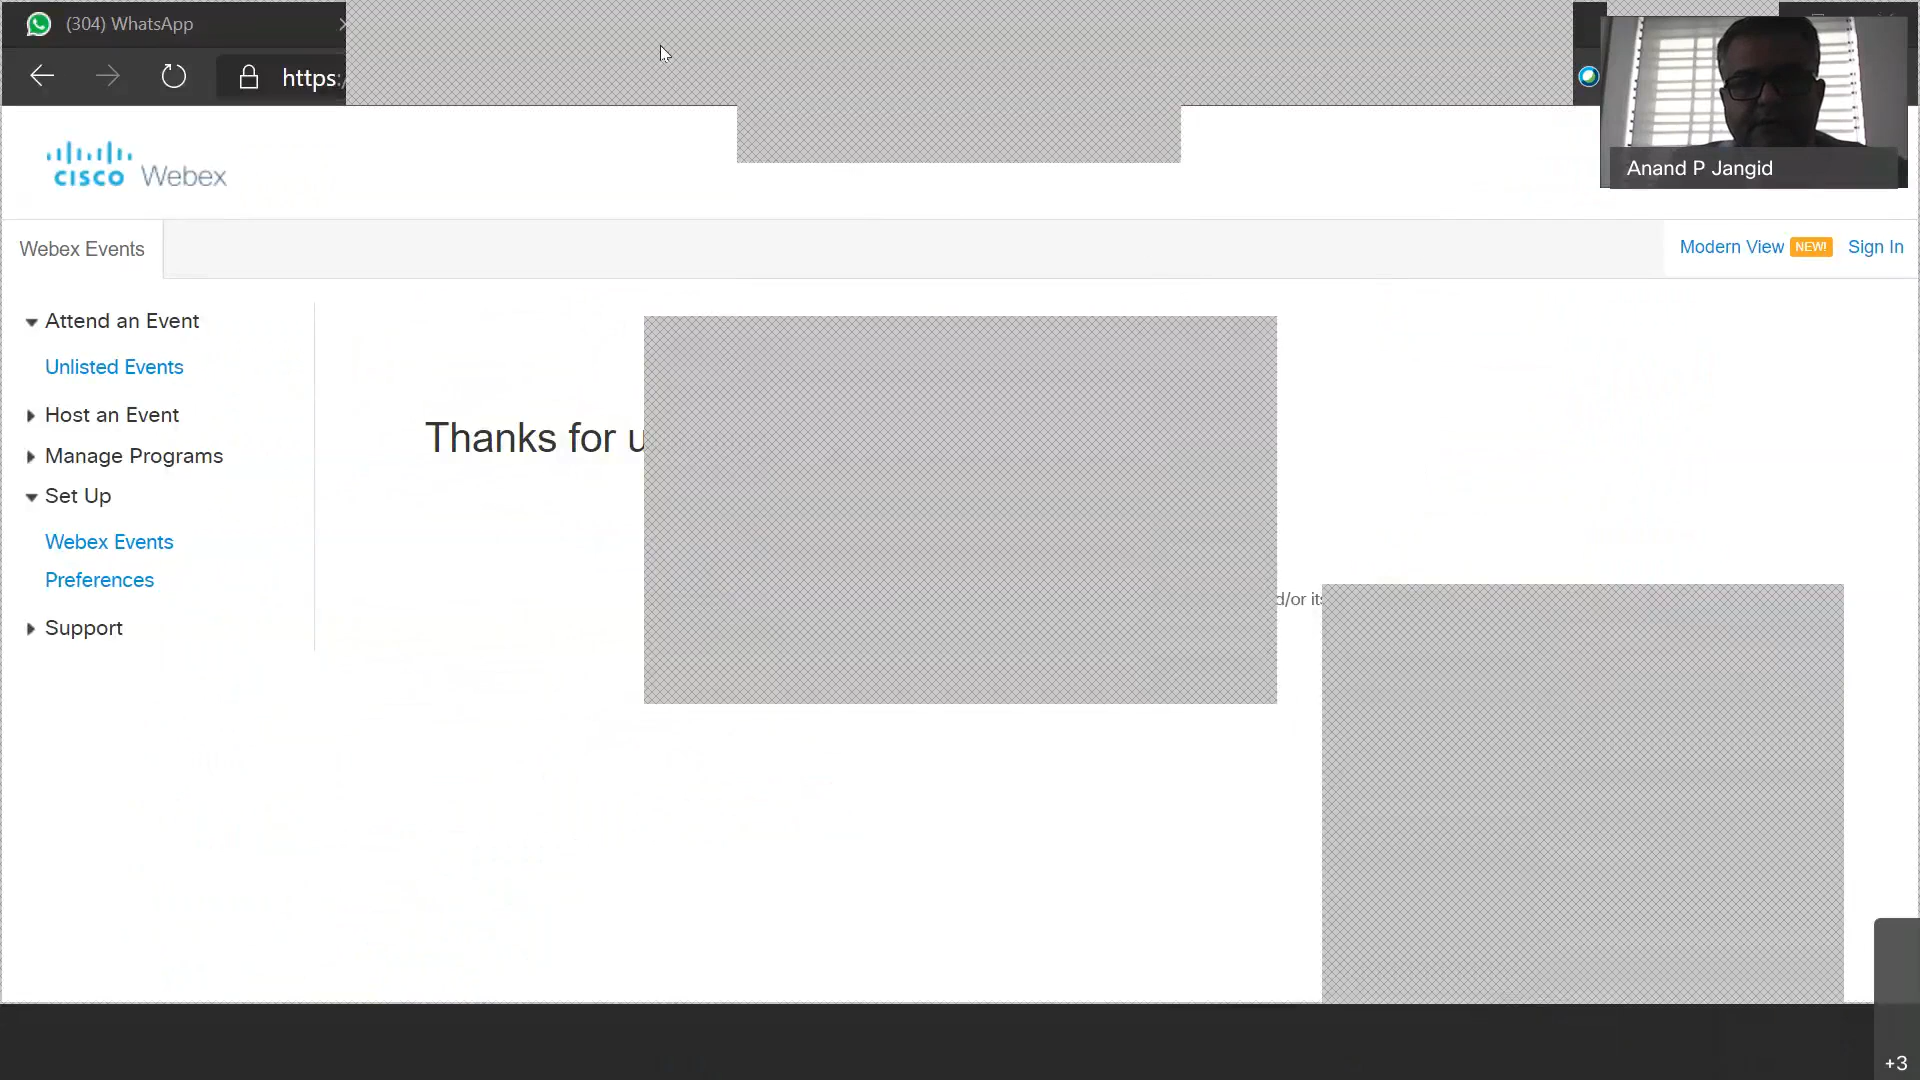 (304) WhatsApp
https:/
Anand P Jangid
CISCO Webex
Webex Events
Modern View NEW! Sign In
Attend an Event
Unlisted Events
Host an Event
Thanks for u
Manage Programs
Set Up
Webex Events
Preferences
d/or its
Support
+3